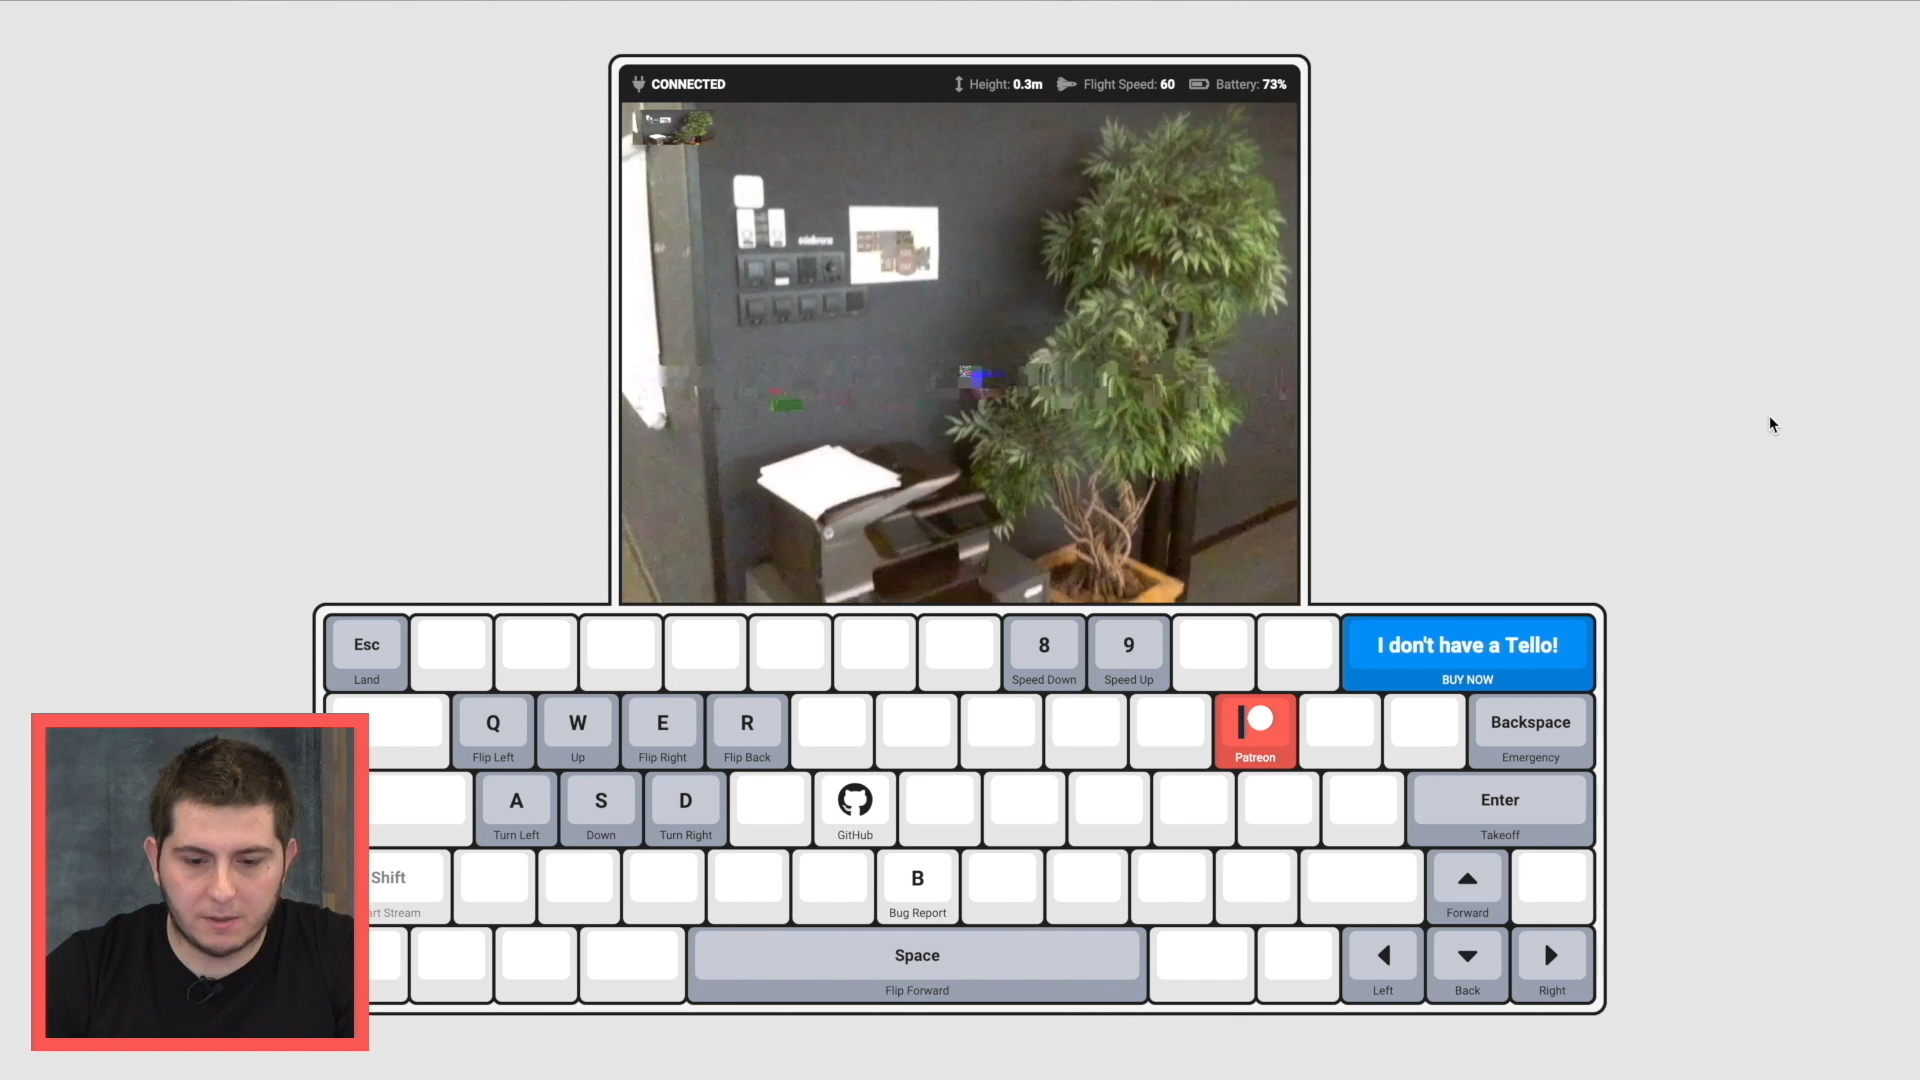 CONNECTED Height: 0.3m Flight Speed: 60 Battery: 73%
Esc 8 9 I don't have a Tello!
Land Speed Down Speed Up BUY NOW
Q W E R Backspace
Flip Left Up Flip Right Flip Back Patreon Emergency
A S D Enter
Turn Left Down Turn Right GitHub Takeoff
Shift B
art Stream Bug Report Forward
Space
Flip Forward Left Back Right